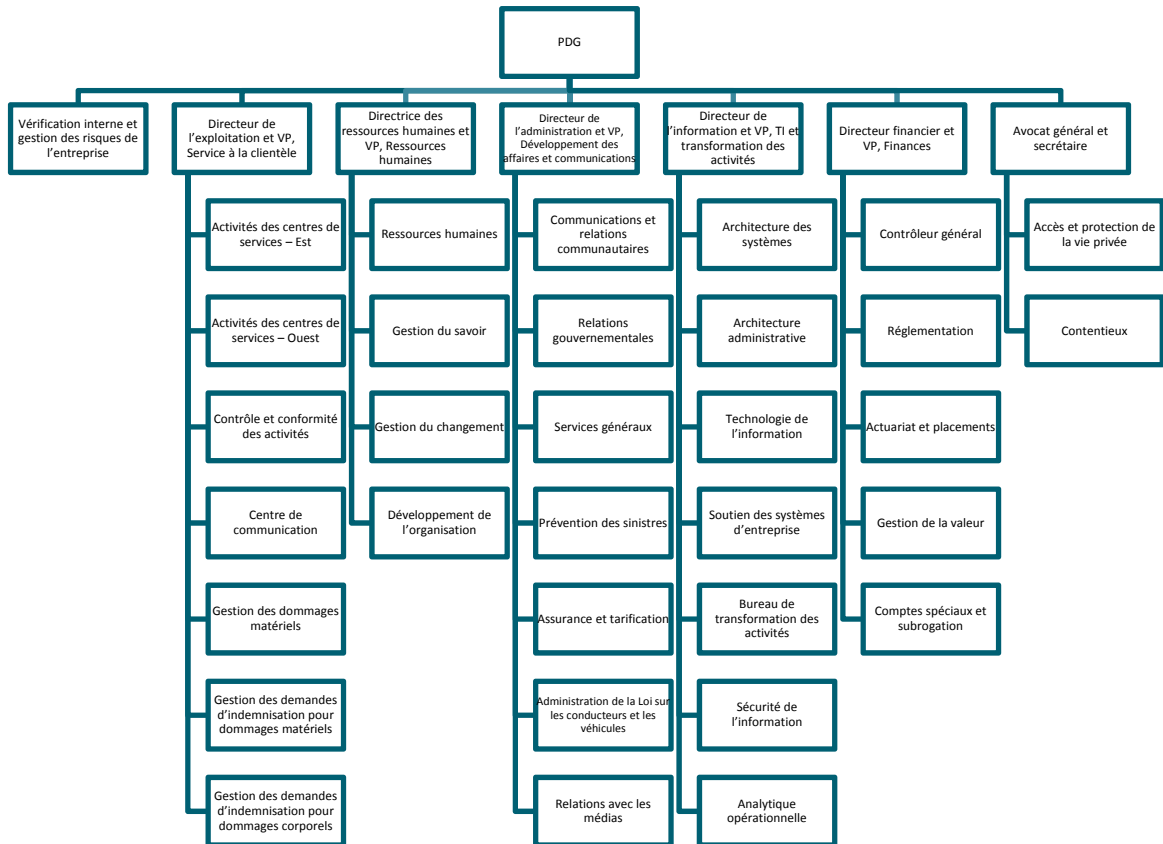 PDG
Vérification interne et
gestion des risques de
l’entreprise
Directeur de
l’exploitation et VP,
Service à la clientèle
Directrice des
ressources humaines et
VP, Ressources
humaines
Directeur de
l’administration et VP,
Développement des
affaires et communications
Directeur de
l’information et VP, TI et
transformation des
activités
Directeur financier et
VP, Finances
Avocat général et
secrétaire
Activités des centres de
services – Est
Activités des centres de
services – Ouest
Contrôle et conformité
des activités
Centre de
communication
Gestion des dommages
matériels
Gestion des demandes
d’indemnisation pour
dommages matériels
Gestion des demandes
d’indemnisation pour
dommages corporels
Ressources humaines
Gestion du savoir
Gestion du changement
Développement de
l’organisation
Communications et
relations
communautaires
Relations
gouvernementales
Services généraux
Prévention des sinistres
Assurance et tarification
Administration de la Loi sur
les conducteurs et les
véhicules
Relations avec les
médias
Architecture des
systèmes
Architecture
administrative
Technologie de
l’information
Soutien des systèmes
d’entreprise
Bureau de
transformation des
activités
Sécurité de
l’information
Analytique
opérationnelle
Contrôleur général
Réglementation
Actuariat et placements
Gestion de la valeur
Comptes spéciaux et
subrogation
Accès et protection de
la vie privée
Contentieux